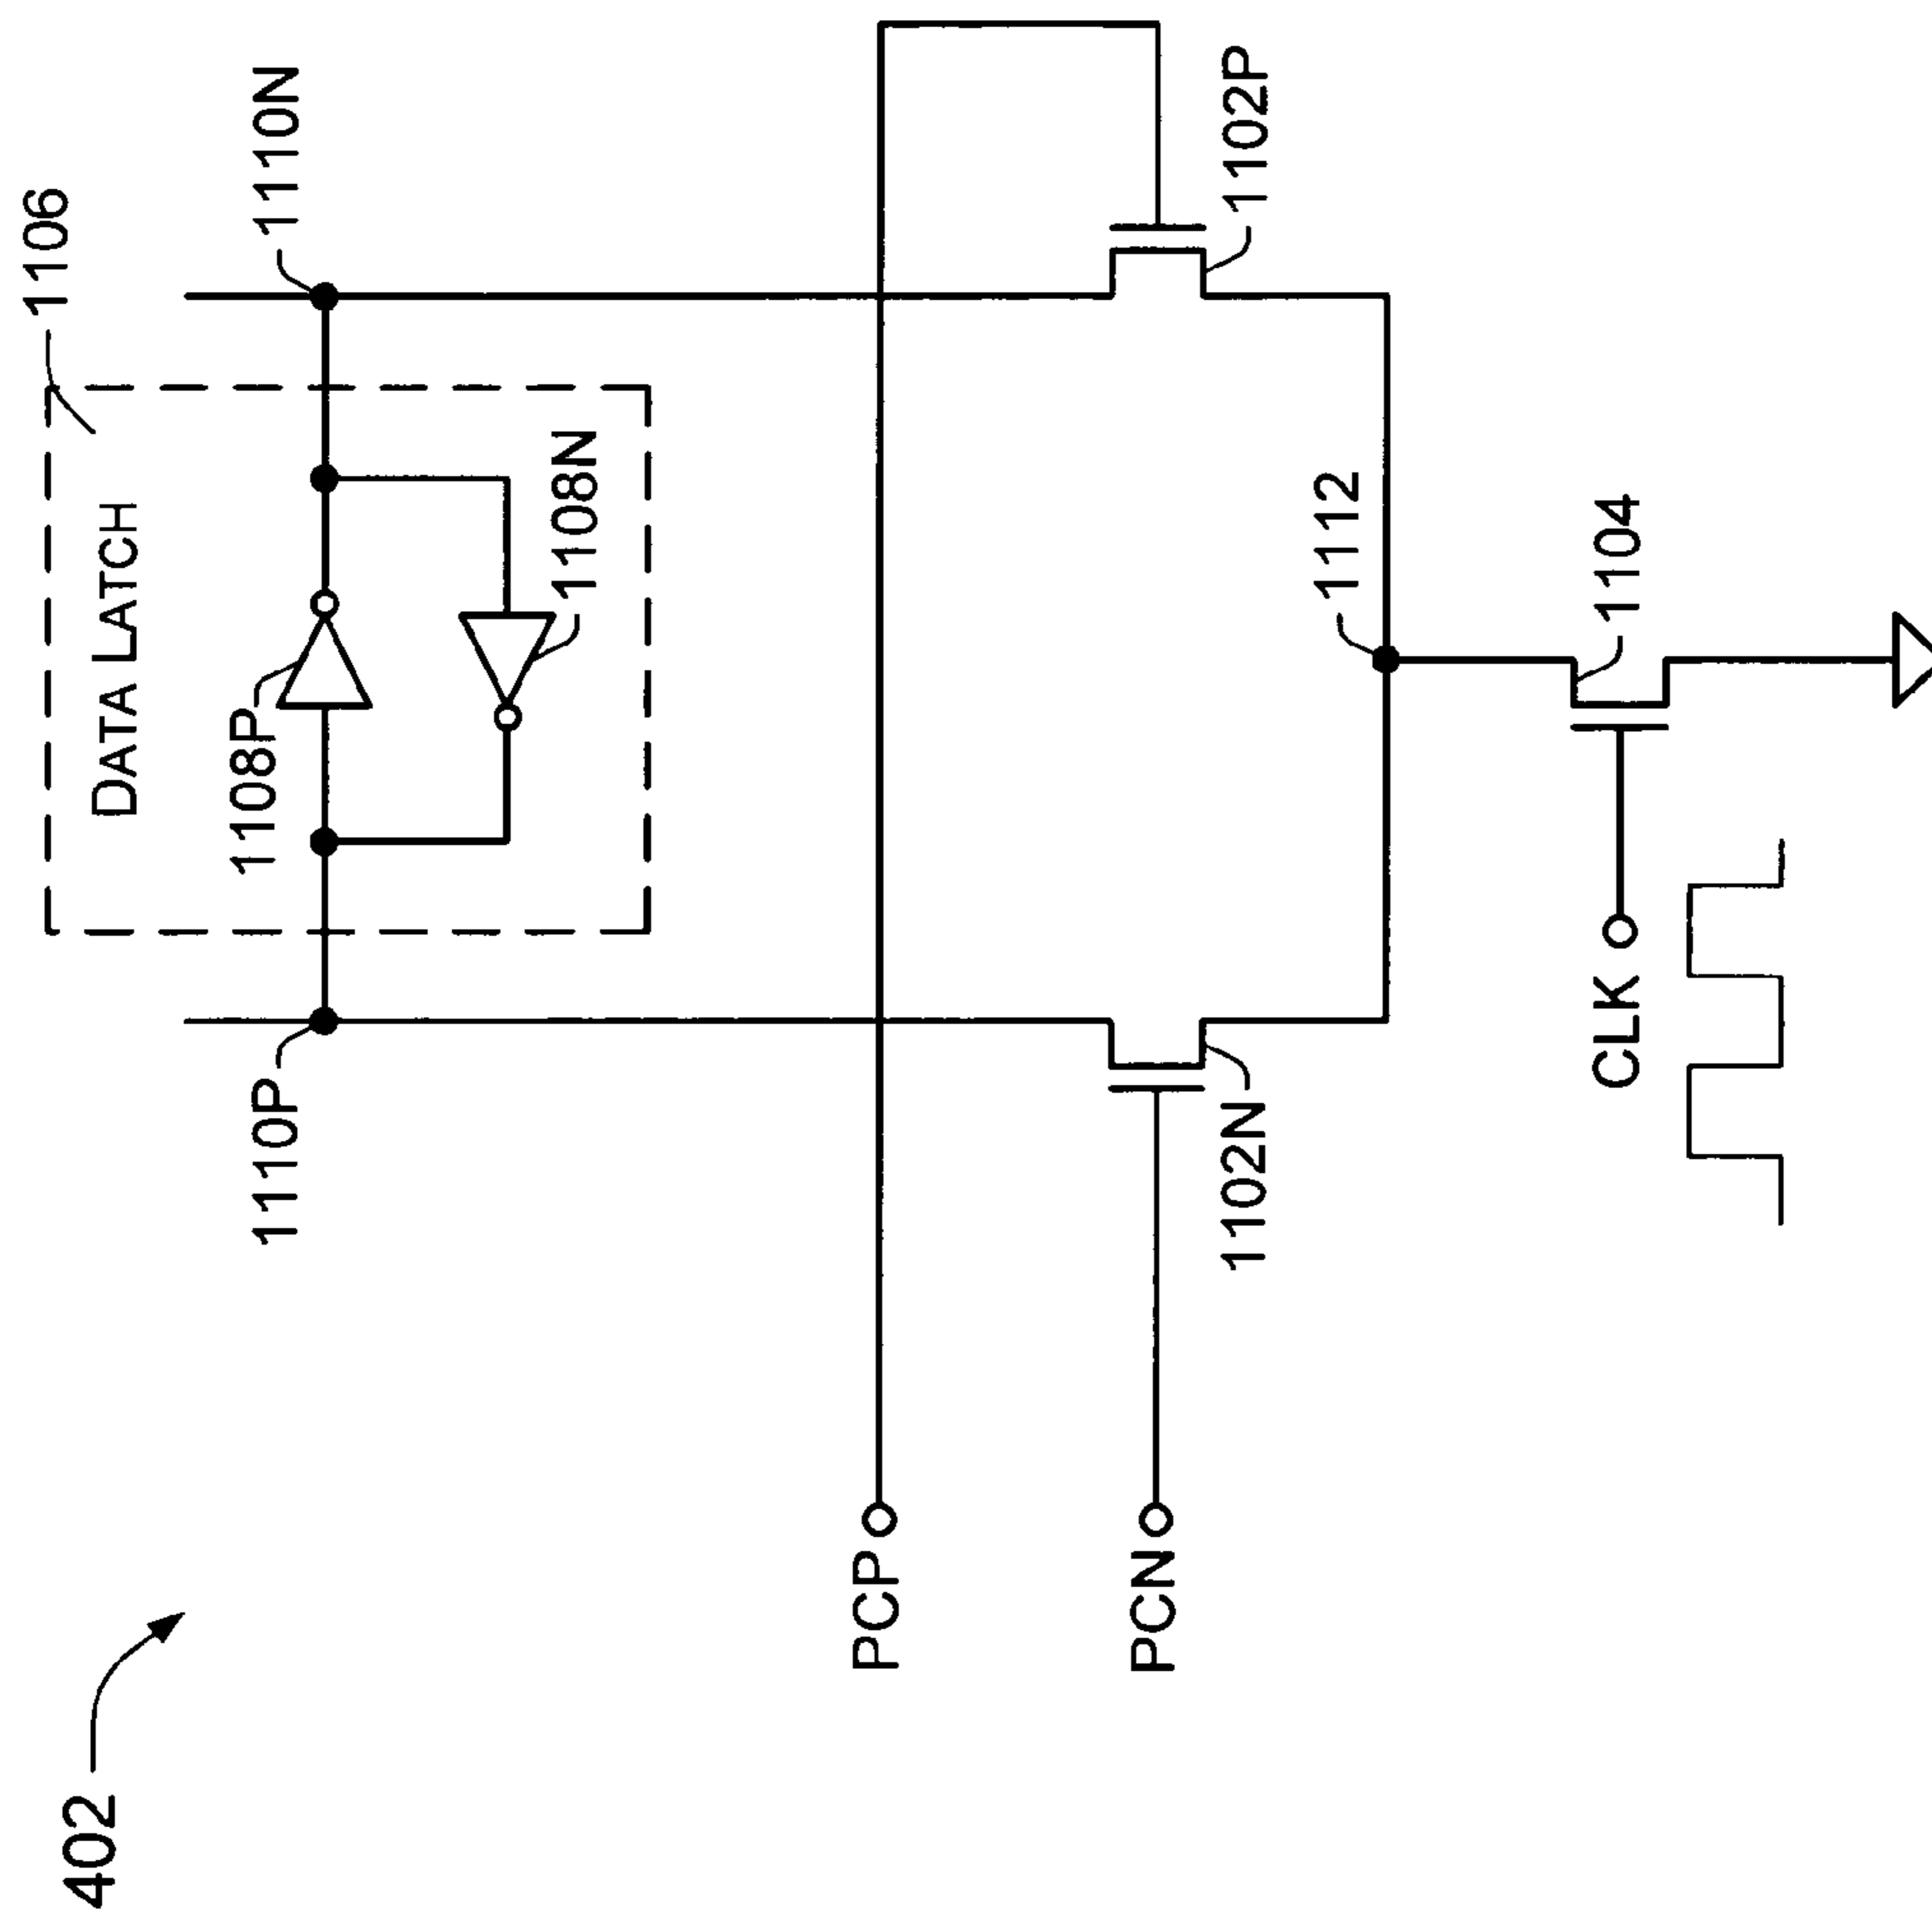 402
1106
DATA LATCH
1108P
1108N
1110P
1110N
PCP
PCN
1102N
1102P
1112
1104
CLK